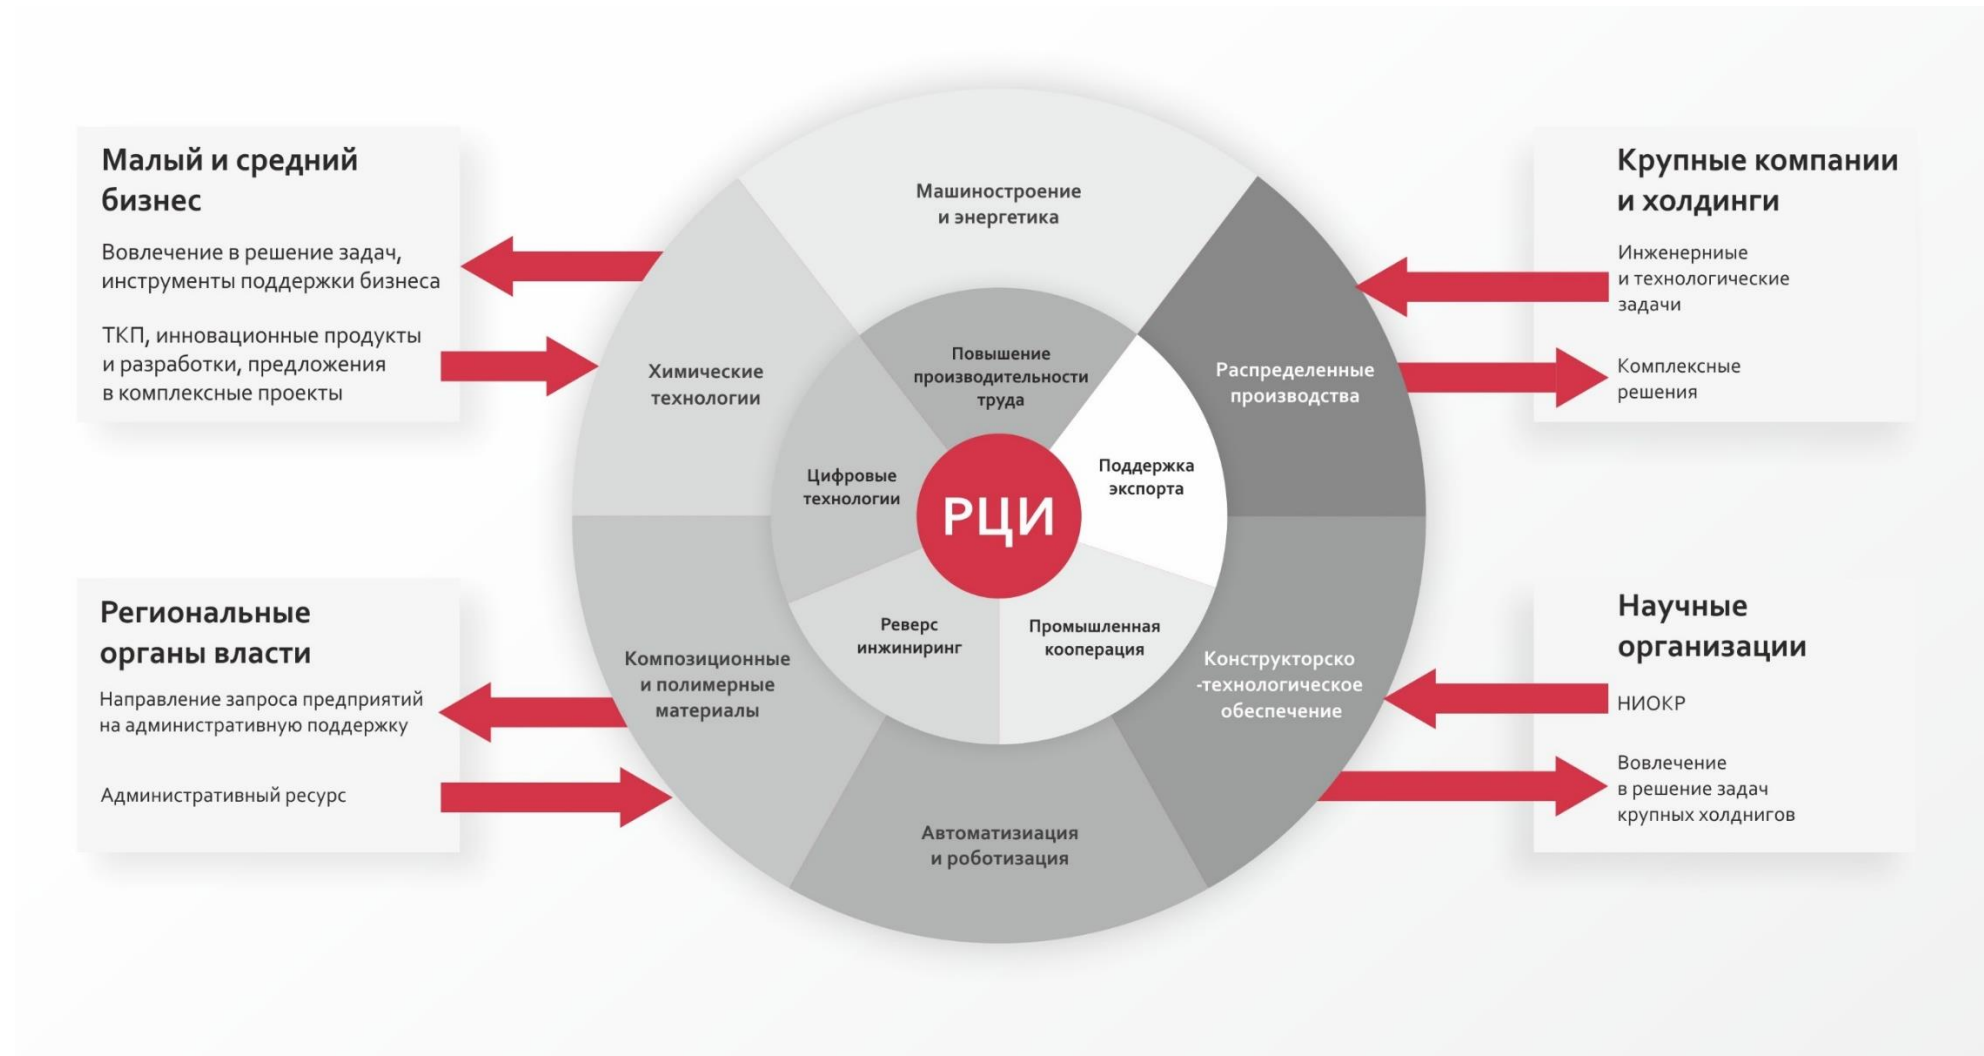 Малый и средний
бизнес
Вовлечение в решение задач,
инструменты поддержки бизнеса
ТКП, инновационные продукты
и разработки, предложения
в комплексные проекты
Региональные
органы власти
Направление запроса предприятий
на административную поддержку
Административный ресурс
Машиностроение
и энергетика
Химические
технологии
Распределенные
производства
Композиционные
и полимерные
материалы
Конструкторско
-технологическое
обеспечение
Автоматизиация
и роботизация
Повышение
производительности
труда
Цифровые
технологии
Поддержка
экспорта
РЦИ
Реверс
инжиниринг
Промышленная
кооперация
Крупные компании
и холдинги
Инженерниые
и технологические
задачи
Комплексные
решения
Научные
организации
НИОКР
Вовлечение
в решение задач
крупных холднигов